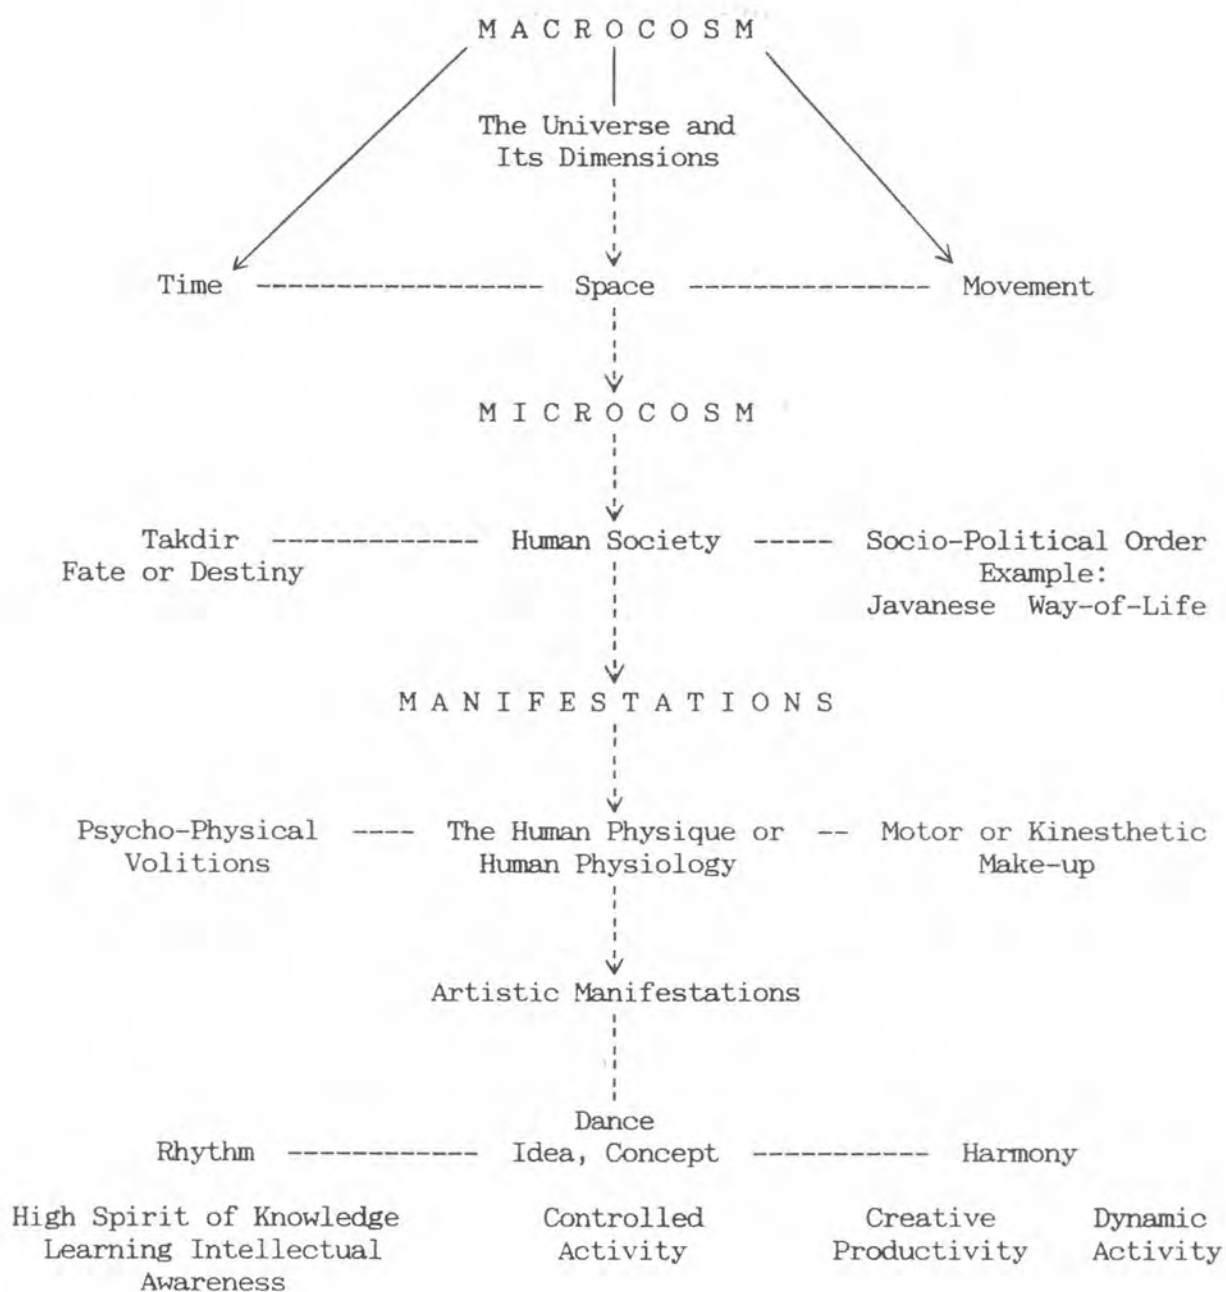 M A C R O C O S M
The Universe and
Its Dimensions
Time Space Movement
M I C R O C O S M
Takdir Human Society Socio-Political Order
Fate or Destiny Example:
Javanese Way-of-Life
M A N I F E S T A T I O N S
Psycho-Physical The Human Physique or Motor or Kinesthetic
Volitions Human Physiology Make-up
Artistic Manifestations
Dance
Rhythm Idea, Concept Harmony
High Spirit of Knowledge Controlled Creative Dynamic
Learning Intellectual Activity Productivity Activity
Awareness